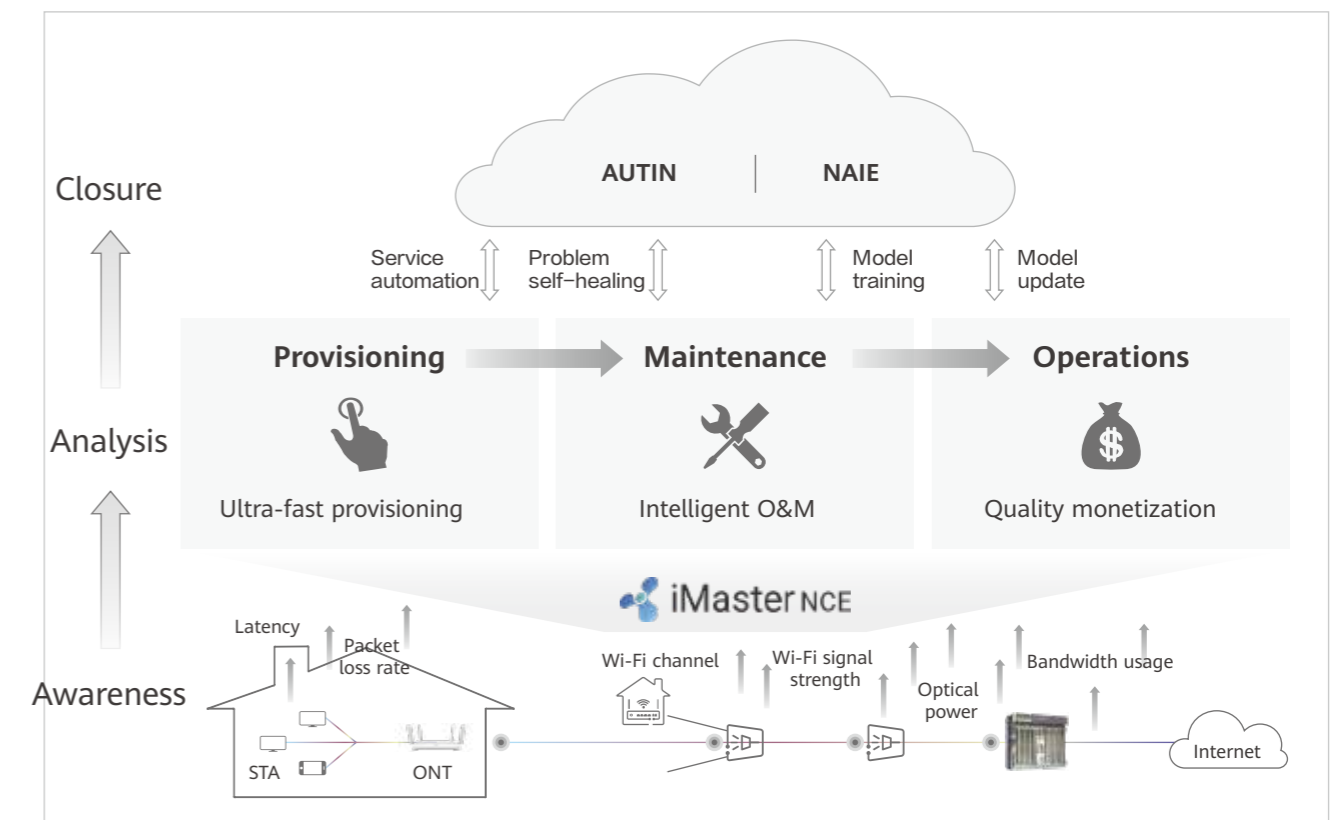 AUTIN
NAIE
Closure
Service
automation
Problem
self-healing
Model
training
Model
update
Provisioning
Maintenance
Operations
$
Analysis
Ultra-fast provisioning
Intelligent O&M
Quality monetization
iMaster NCE
Latency
Packet
loss rate
Wi-Fi channel
Wi-Fi signal
strength
Optical
power
Bandwidth usage
Awareness
STA
ONT
Internet